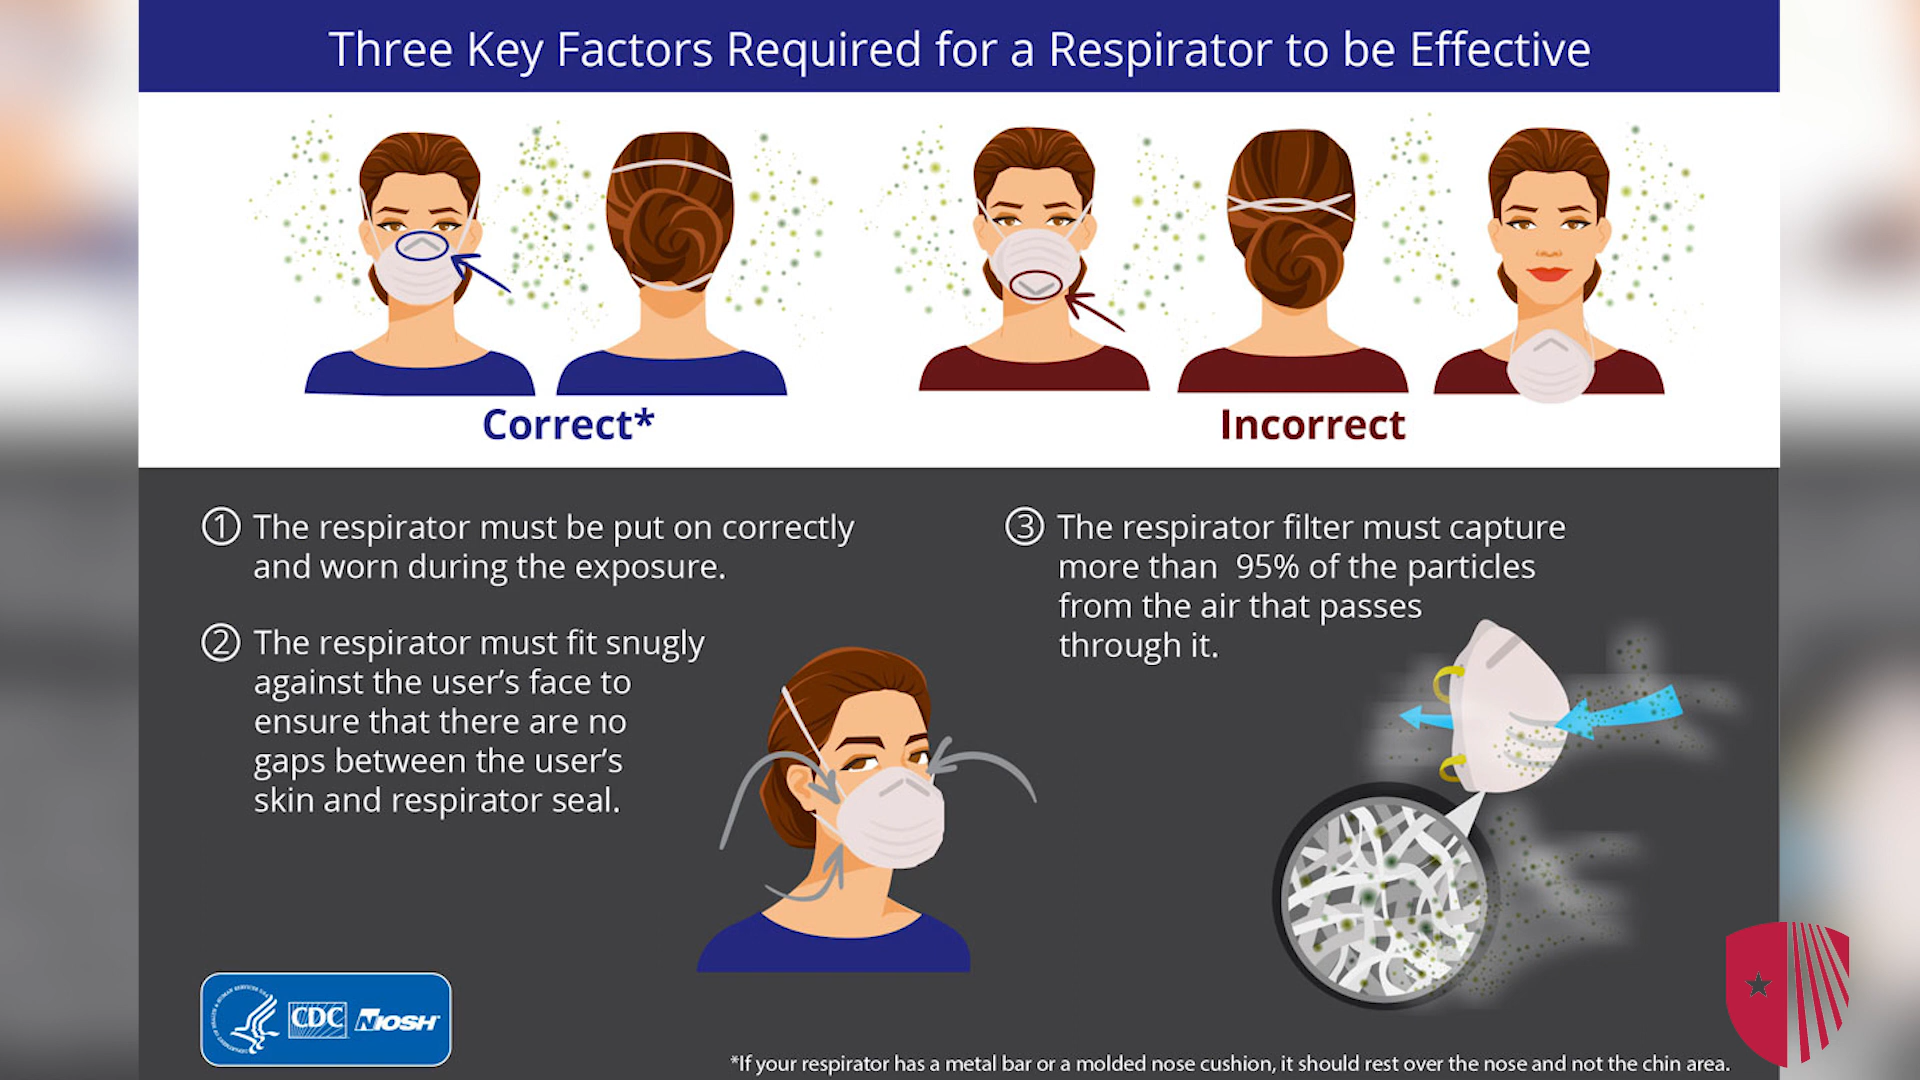 Three Key Factors Required for a Respirator to be Effective
Correct*
Incorrect
1 The respirator must be put on correctly
and worn during the exposure.
2 The respirator must fit snugly
against the user's face to
ensure that there are no
gaps between the user's
skin and respirator seal.
3 The respirator filter must capture
more than 95% of the particles
from the air that passes
through it.
CDC NIOSH
*If your respirator has a metal bar or a molded nose cushion, it should rest over the nose and not the chin area.